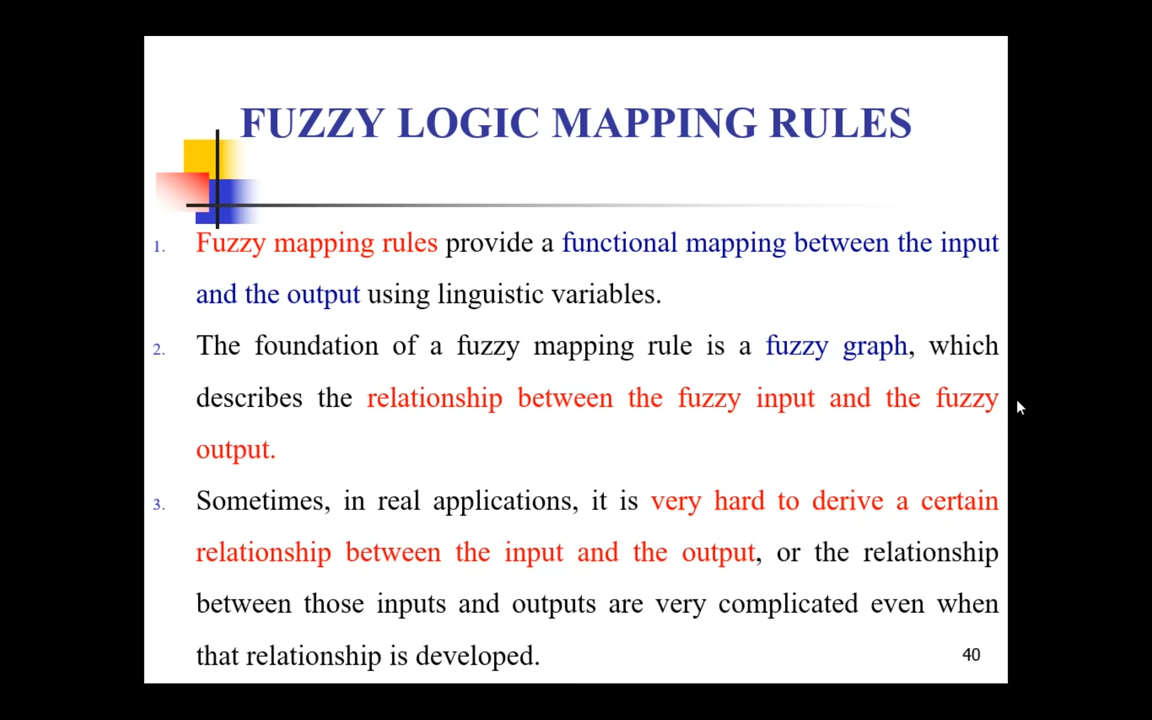 FUZZY LOGIC MAPPING RULES
1. Fuzzy mapping rules provide a functional mapping between the input
and the output using linguistic variables.
2. The foundation of a fuzzy mapping rule is a fuzzy graph, which
describes the relationship between the fuzzy input and the fuzzy
output.
3. Sometimes, in real applications, it is very hard to derive a certain
relationship between the input and the output, or the relationship
between those inputs and outputs are very complicated even when
that relationship is developed.
40